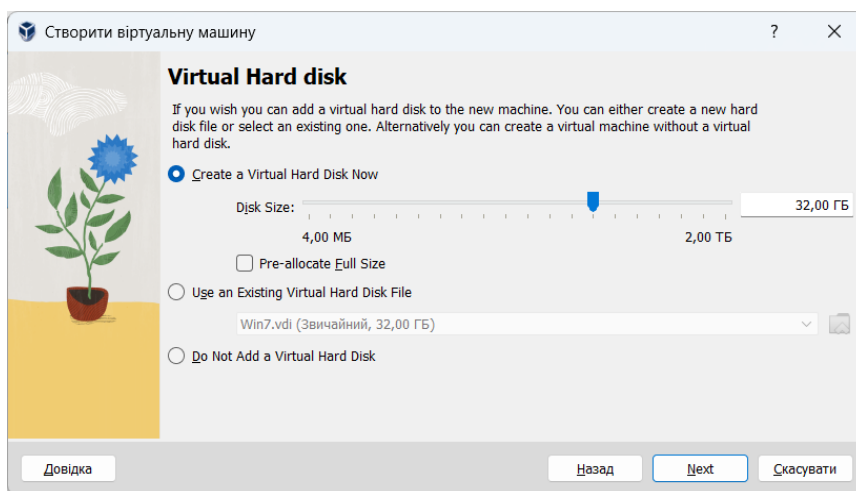 Створити віртуальну машину
?
Virtual Hard disk
If you wish you can add a virtual hard disk to the new machine. You can either create a new hard
disk file or select an existing one. Alternatively you can create a virtual machine without a virtual
hard disk.
Create a Virtual Hard Disk Now
Disk Size:
32,00 ГБ
4,00 МБ
2,00 ТБ
Pre-allocate Full Size
Use an Existing Virtual Hard Disk File
Win7.vdi (Звичайний, 32,00 ГБ)
Do Not Add a Virtual Hard Disk
Довідка
Назад
Next
Скасувати